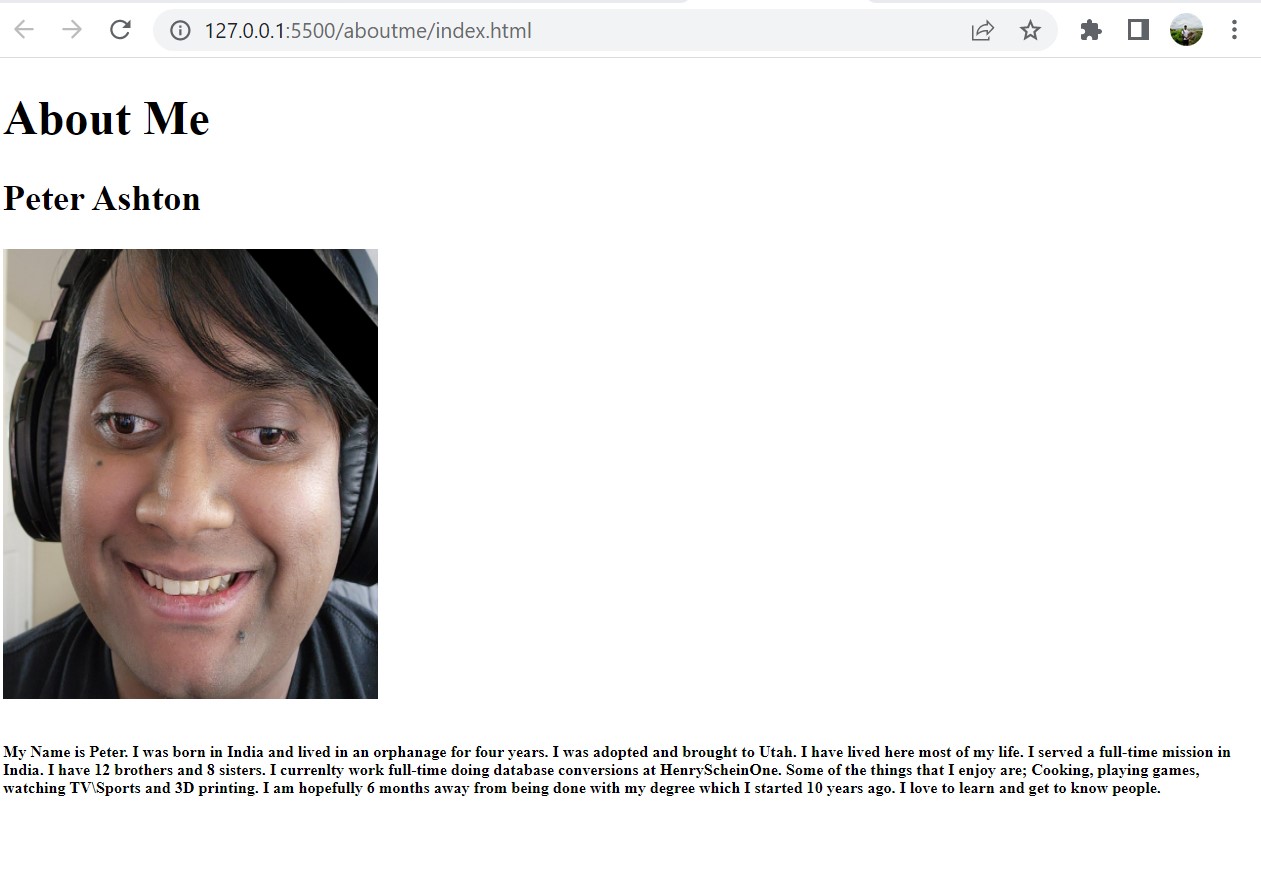 127.0.0.1:5500/aboutme/index.html
About Me
Peter Ashton
My Name is Peter. I was born in India and lived in an orphanage for four years. I was adopted and brought to Utah. I have lived here most of my life. I served a full-time mission in
India. I have 12 brothers and 8 sisters. I currenlty work full-time doing database conversions at HenryScheinOne. Some of the things that I enjoy are; Cooking, playing games,
watching TV\Sports and 3D printing. I am hopefully 6 months away from being done with my degree which I started 10 years ago. I love to learn and get to know people.